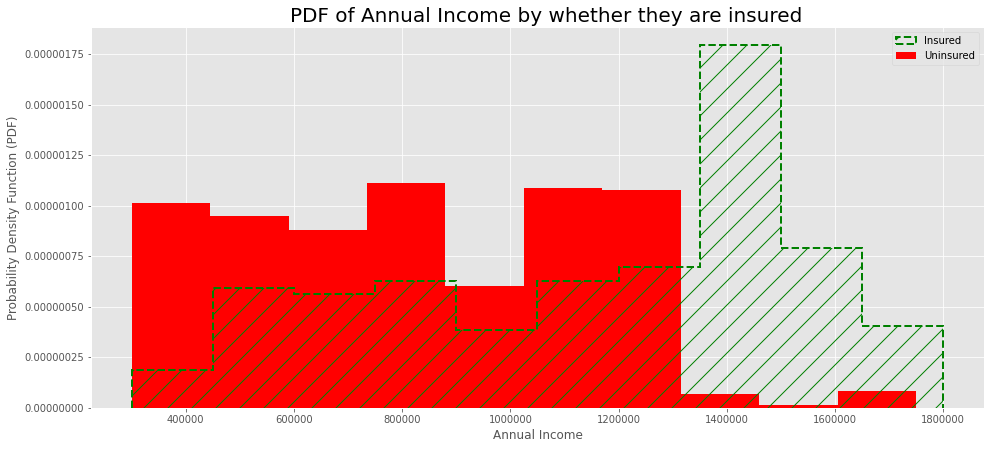 PDF of Annual Income by whether they are insured
Insured
Uninsured
Probability Density Function (PDF)
0.00000175
0.00000150
0.00000125
0.00000100
0.00000075
0.00000050
0.00000025
0.00000000
400000 600000 800000 1000000 1200000 1400000 1600000 1800000
Annual Income